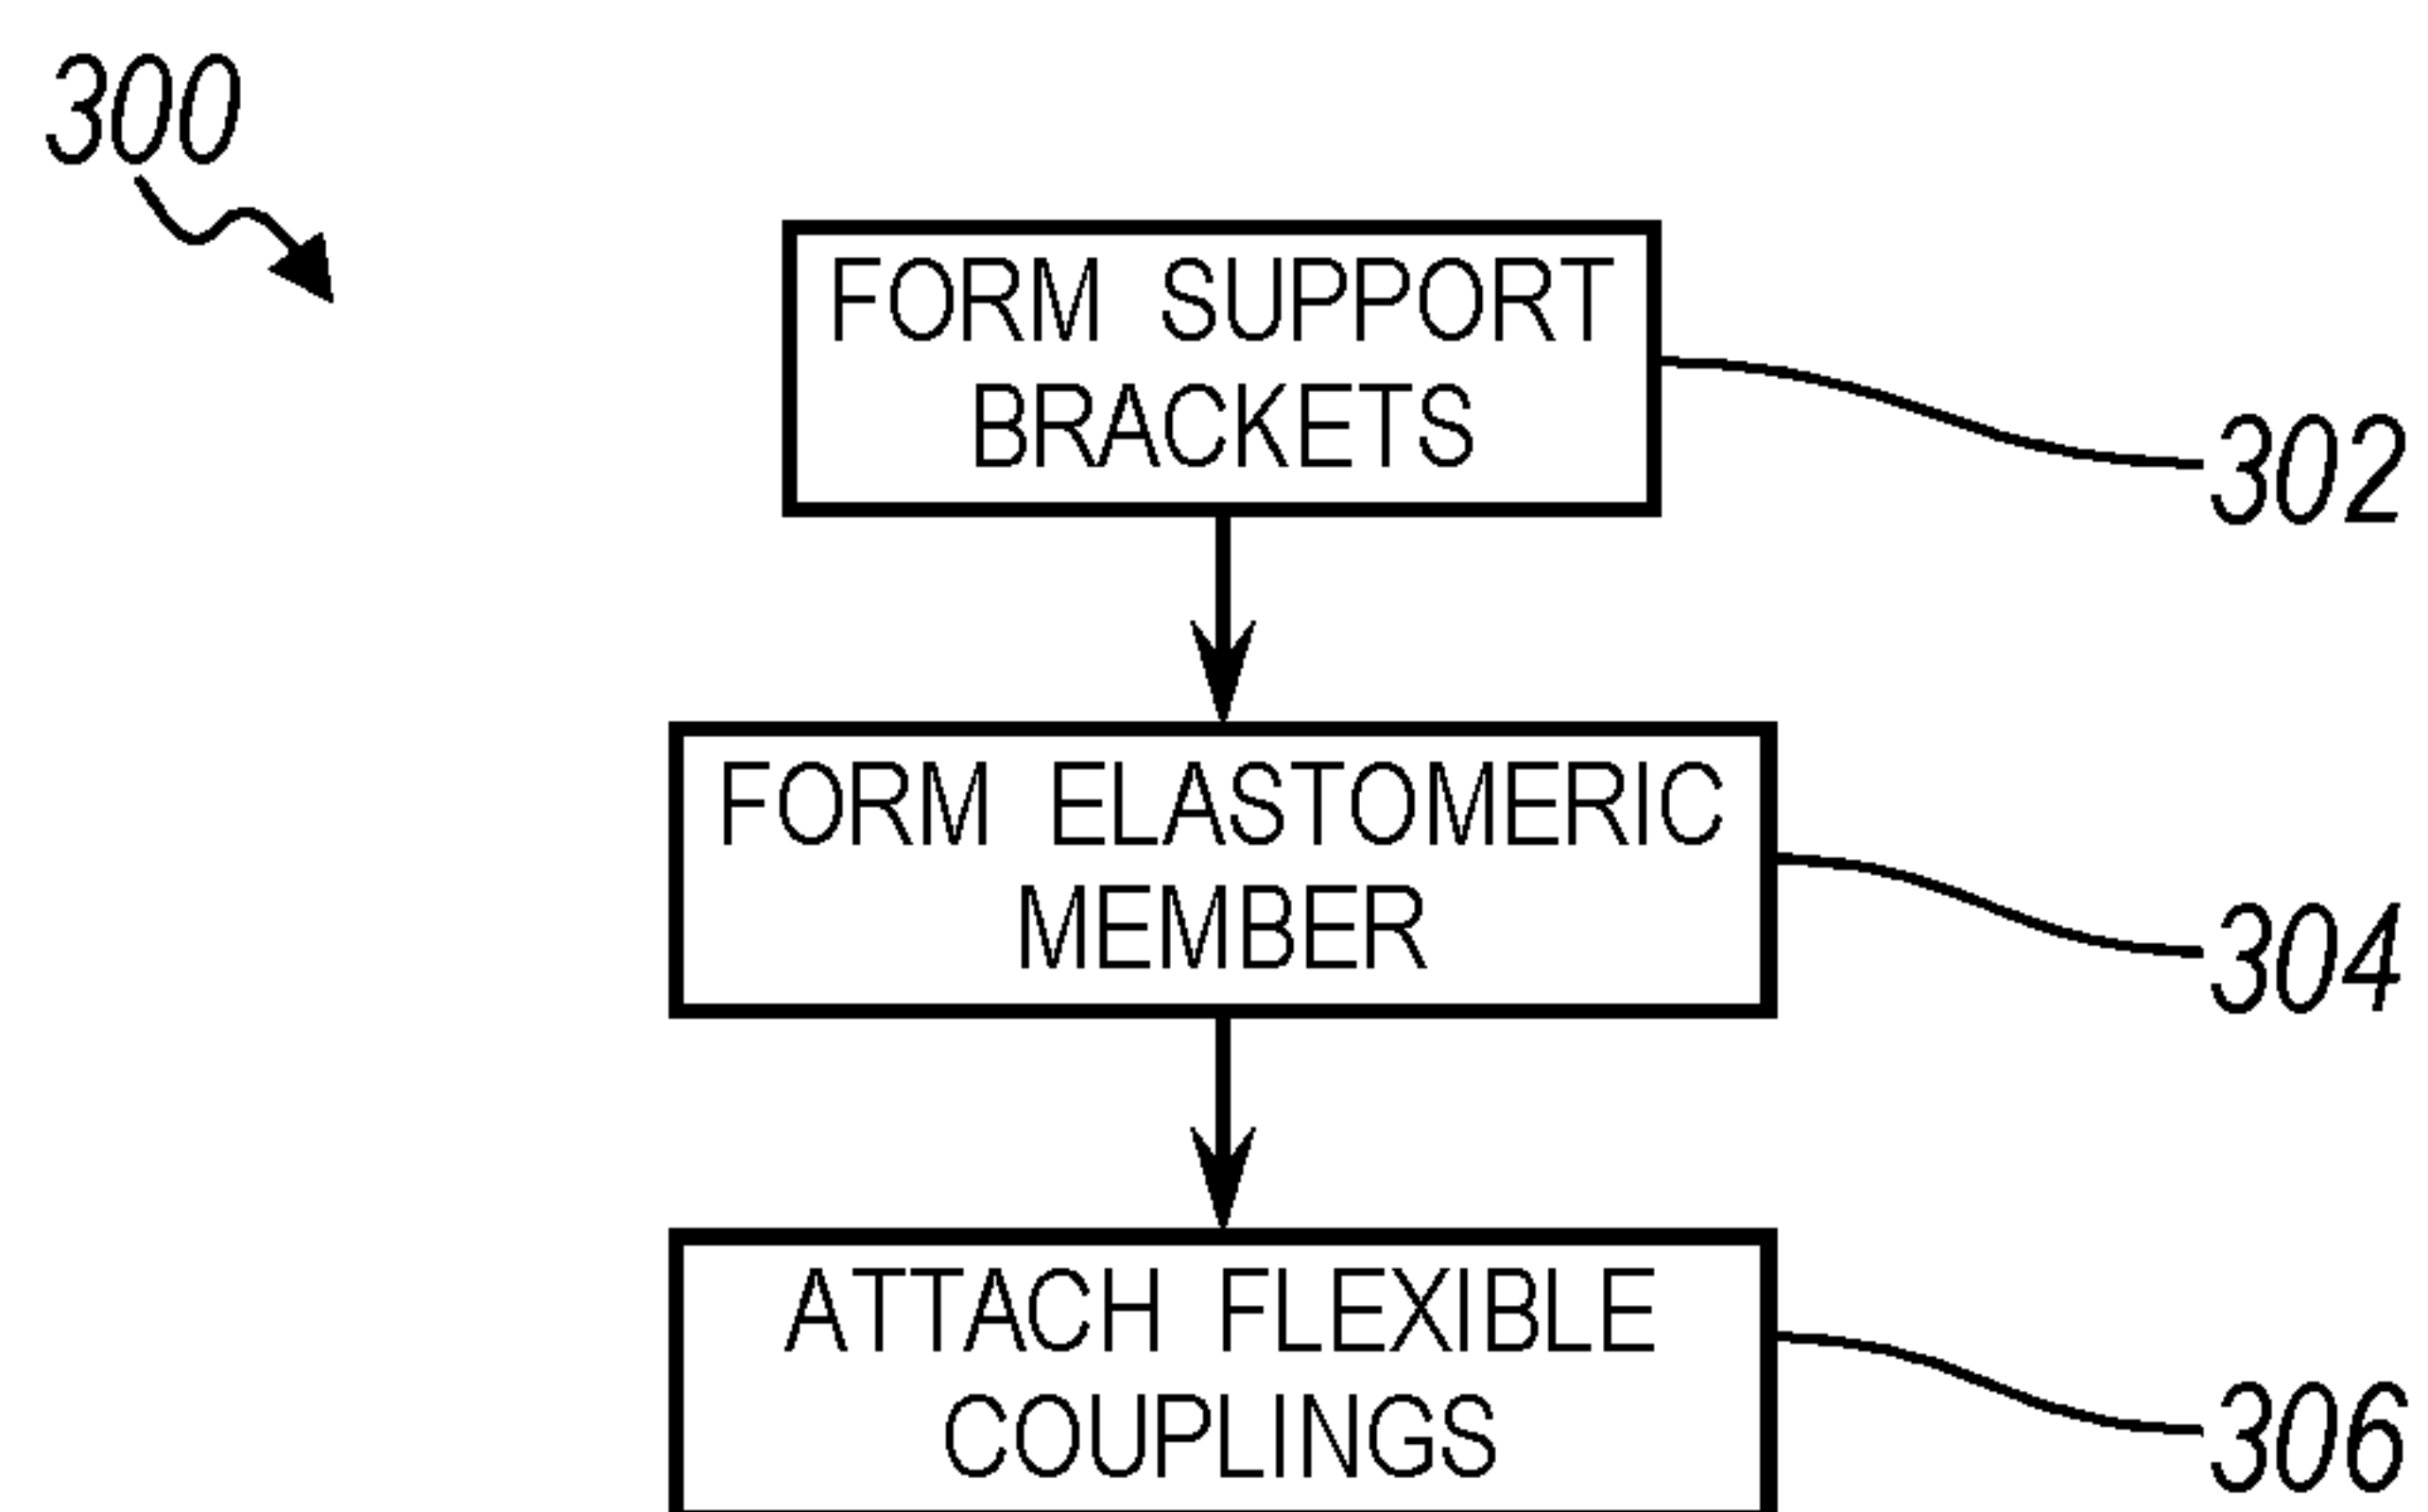 300
FORM SUPPORT
BRACKETS
302
FORM ELASTOMERIC
MEMBER
304
ATTACH FLEXIBLE
COUPLINGS
306